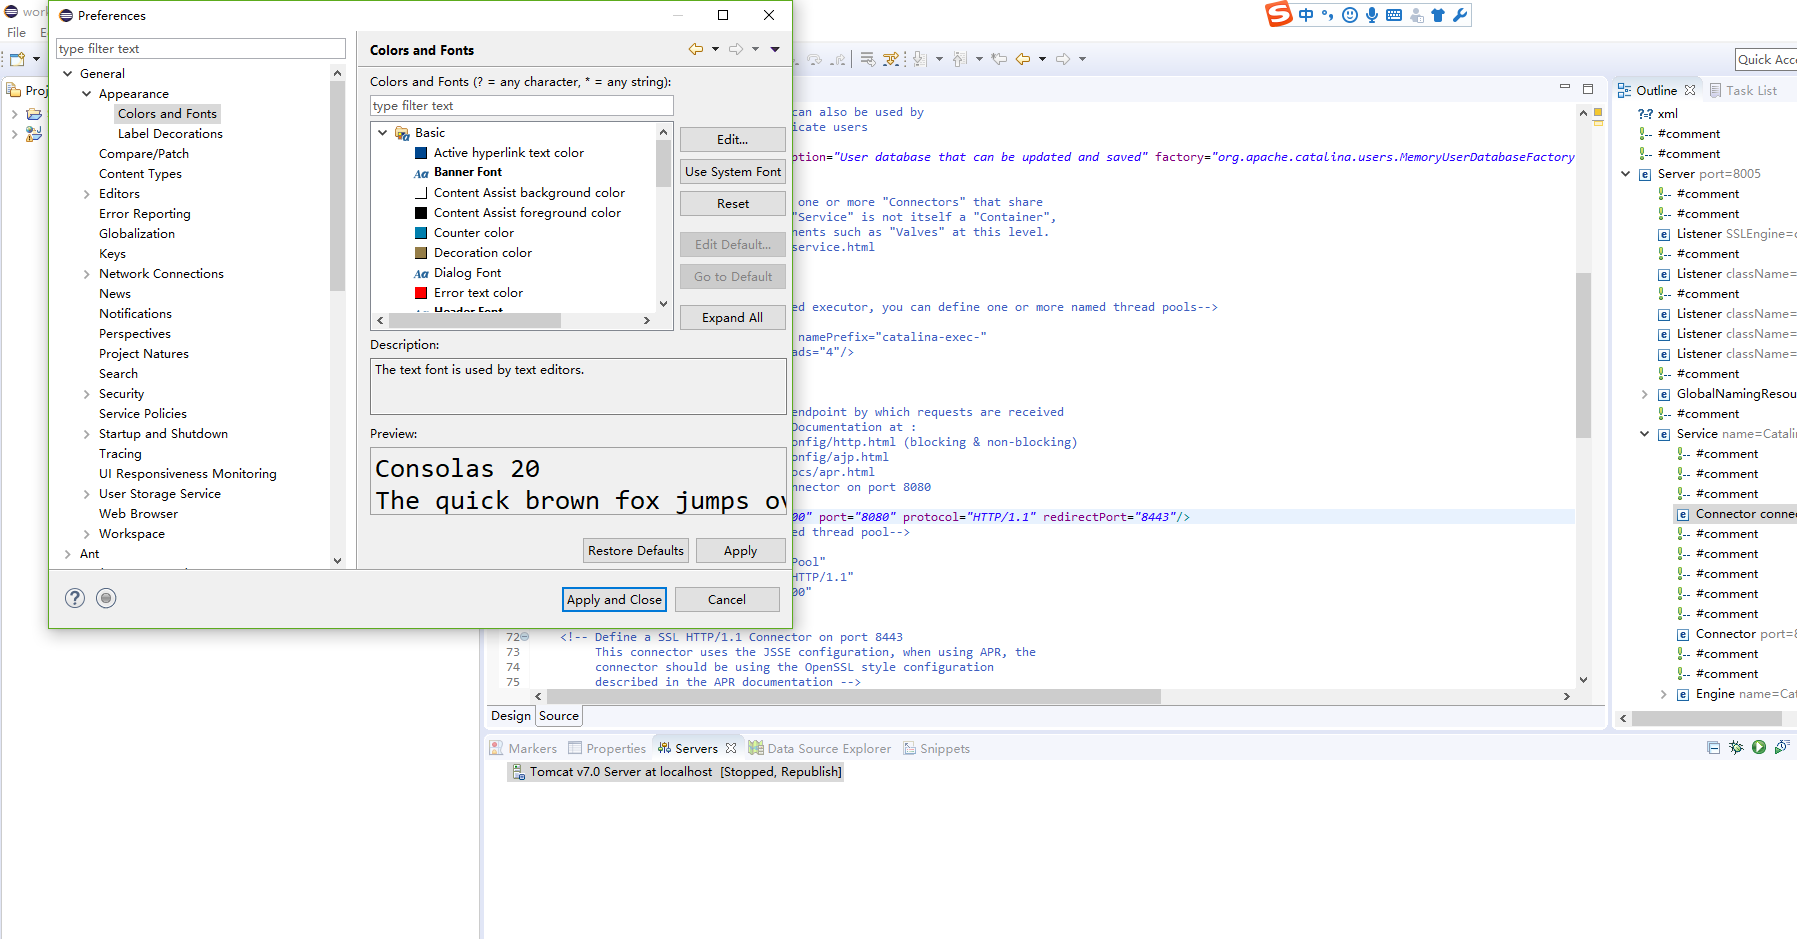 work
Preferences
File
E
type filter text
General
Appearance
Colors and Fonts
Label Decorations
Compare/Patch
Content Types
Editors
Error Reporting
Globalization
Keys
Network Connections
News
Notifications
Perspectives
Project Natures
Search
Security
Service Policies
Startup and Shutdown
Tracing
UI Responsiveness Monitoring
User Storage Service
Web Browser
Workspace
Ant
Colors and Fonts
Colors and Fonts (? = any character, * = any string):
type filter text
Basic
Active hyperlink text color
Banner Font
Content Assist background color
Content Assist foreground color
Counter color
Decoration color
Dialog Font
Error text color
Header Font
Edit...
Use System Font
Reset
Edit Default...
Go to Default
Expand All
Description:
The text font is used by text editors.
Preview:
Consolas 20
The quick brown fox jumps ov
Restore Defaults
Apply
Apply and Close
Cancel
Proj
中
Quick Acc
can also be used by
icate users
ption="User database that can be updated and saved" factory="org.apache.catalina.users.MemoryUserDatabaseFactory
one or more "Connectors" that share
"Service" is not itself a "Container",
nents such as "Valves" at this level.
service.html
ed executor, you can define one or more named thread pools-->
namePrefix="catalina-exec-"
ads="4"/>
endpoint by which requests are received
Documentation at :
onfig/http.html (blocking & non-blocking)
onfig/ajp.html
ocs/apr.html
nnector on port 8080
00" port="8080" protocol="HTTP/1.1" redirectPort="8443"/>
ed thread pool-->
Pool"
HTTP/1.1"
00"
72 <!-- Define a SSL HTTP/1.1 Connector on port 8443
73 This connector uses the JSSE configuration, when using APR, the
74 connector should be using the OpenSSL style configuration
75 described in the APR documentation -->
Design
Source
Outline
Task List
?=? xml
#comment
#comment
Server port=8005
#comment
#comment
Listener SSLEngine=
#comment
Listener className=
#comment
Listener className=
Listener className=
Listener className=
#comment
GlobalNamingResou
#comment
Service name=Catalin
#comment
#comment
#comment
Connector connec
#comment
#comment
#comment
#comment
#comment
Connector port=8
#comment
#comment
Engine name=Cat
Markers
Properties
Servers
Data Source Explorer
Snippets
Tomcat v7.0 Server at localhost [Stopped, Republish]